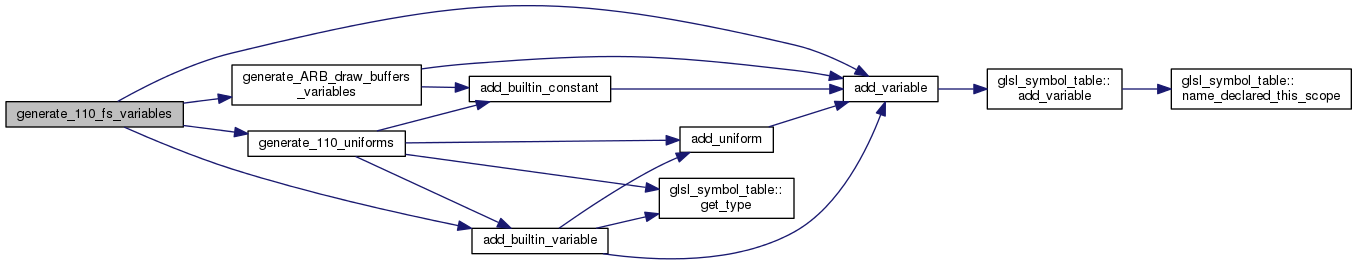 generate_110_fs_variables
generate_ARB_draw_buffers
_variables
generate_110_uniforms
add_builtin_constant
add_uniform
glsl_symbol_table::
get_type
add_builtin_variable
add_variable
glsl_symbol_table::
add_variable
glsl_symbol_table::
name_declared_this_scope